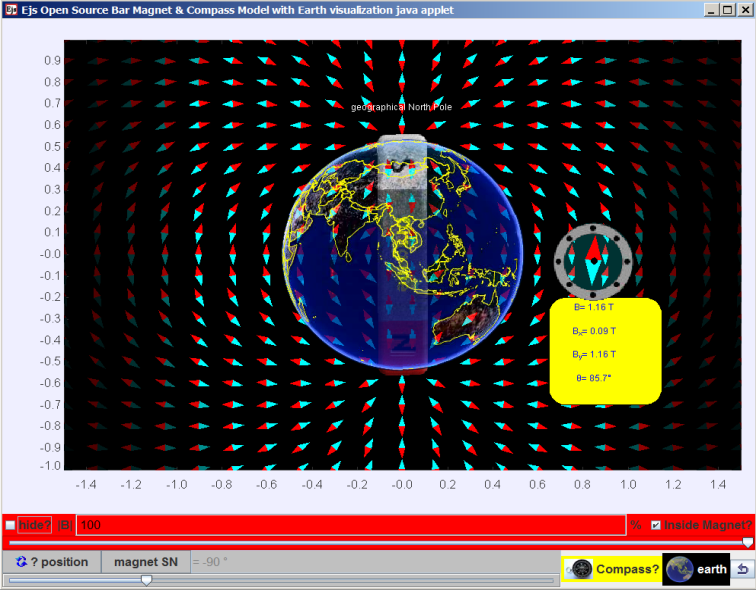 Ejs Open Source Bar Magnet & Compass Model with Earth visualization java applet
0.9
0.8
0.7
0.6
0.5
0.4
0.3
0.2
0.1
-0.0
-0.1
-0.2
-0.3
-0.4
-0.5
-0.6
-0.7
-0.8
-0.9
-1.0
geographical North Pole
N
B= 1.16 T
Bx= 0.09 T
By= 1.16 T
θ= 85.7°
-1.4 -1.2 -1.0 -0.8 -0.6 -0.4 -0.2 -0.0 0.2 0.4 0.6 0.8 1.0 1.2 1.4
hide? |B| 100 % Inside Magnet?
? position magnet SN = -90 ° Compass? earth